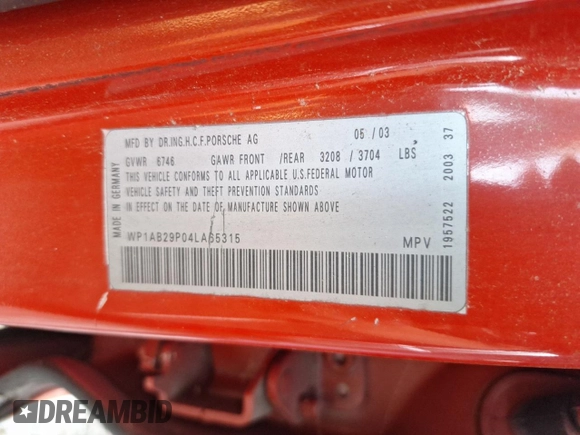 MFD BY DR.ING.H.C.F.PORSCHE AG 05 / 03
GVWR 6746 GAWR FRONT /REAR 3208 / 3704 LBS
THIS VEHICLE CONFORMS TO ALL APPLICABLE U.S.FEDERAL MOTOR
VEHICLE SAFETY AND THEFT PREVENTION STANDARDS
IN EFFECT ON THE DATE OF MANUFACTURE SHOWN ABOVE.
WP1AB29P04LA65315 MPV
MADE IN GERMANY
1957522 2003 37
DREAMBID